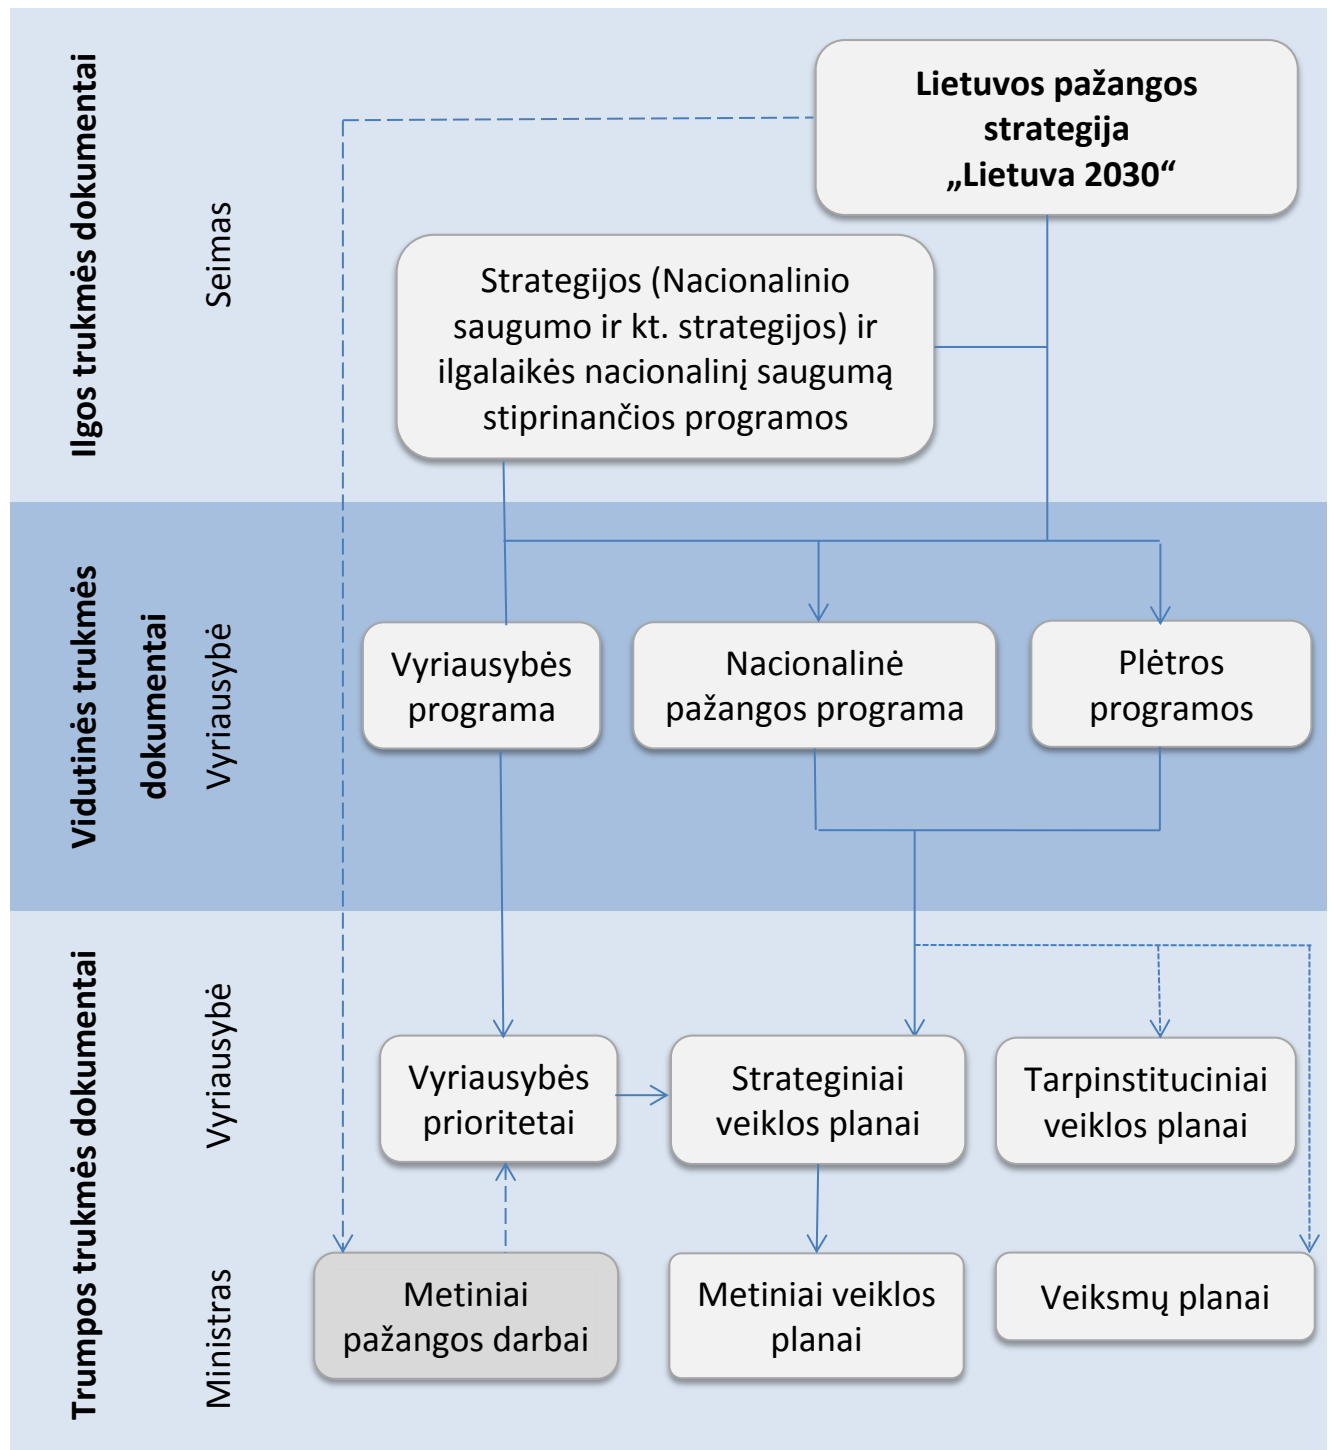 Ilgos trukmės dokumentai
Seimas
Lietuvos pažangos
strategija
„Lietuva 2030“
Strategijos (Nacionalinio
saugumo ir kt. strategijos) ir
ilgalaikės nacionalinį saugumą
stiprinančios programos
Vidutinės trukmės
dokumentai
Vyriausybė
Vyriausybės
programa
Nacionalinė
pažangos programa
Plėtros
programos
Trumpos trukmės dokumentai
Vyriausybė
Vyriausybės
prioritetai
Strateginiai
veiklos planai
Tarpinstituciniai
veiklos planai
Ministras
Metiniai
pažangos darbai
Metiniai veiklos
planai
Veiksmų planai